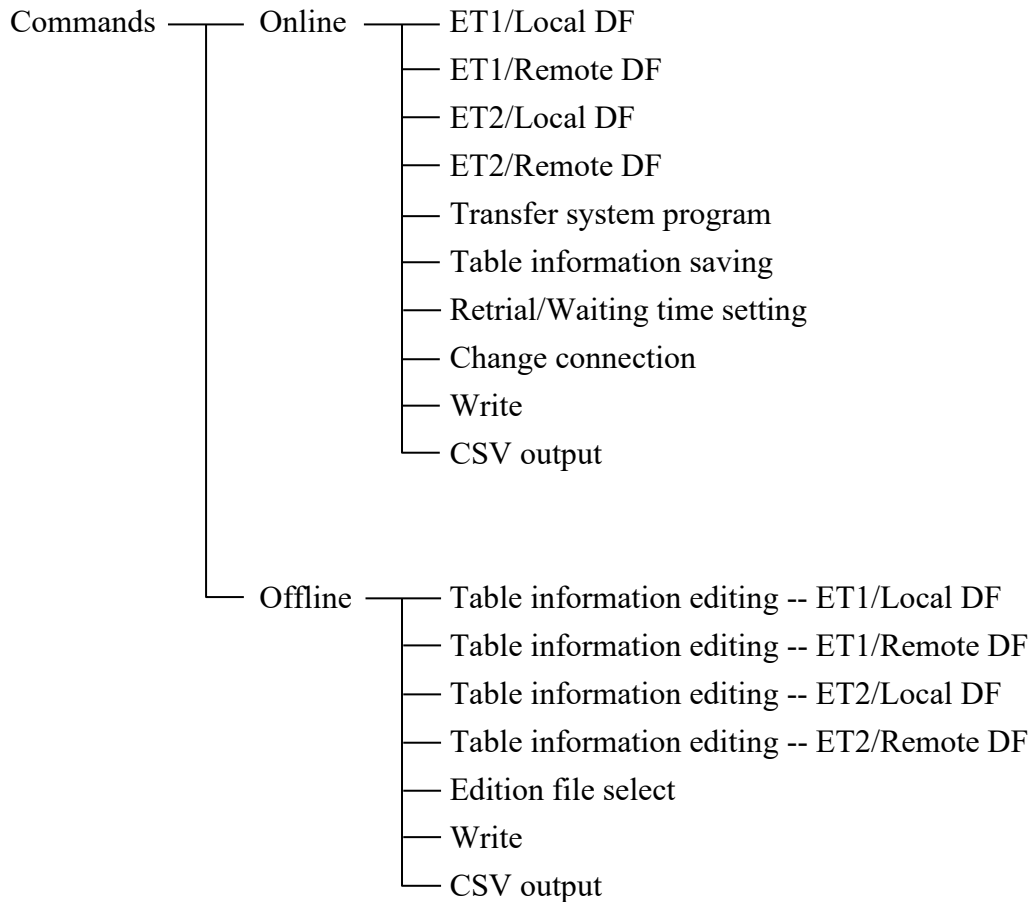 Commands Online ET1/Local DF
ET1/Remote DF
ET2/Local DF
ET2/Remote DF
Transfer system program
Table information saving
Retrial/Waiting time setting
Change connection
Write
CSV output
Offline Table information editing -- ET1/Local DF
Table information editing -- ET1/Remote DF
Table information editing -- ET2/Local DF
Table information editing -- ET2/Remote DF
Edition file select
Write
CSV output